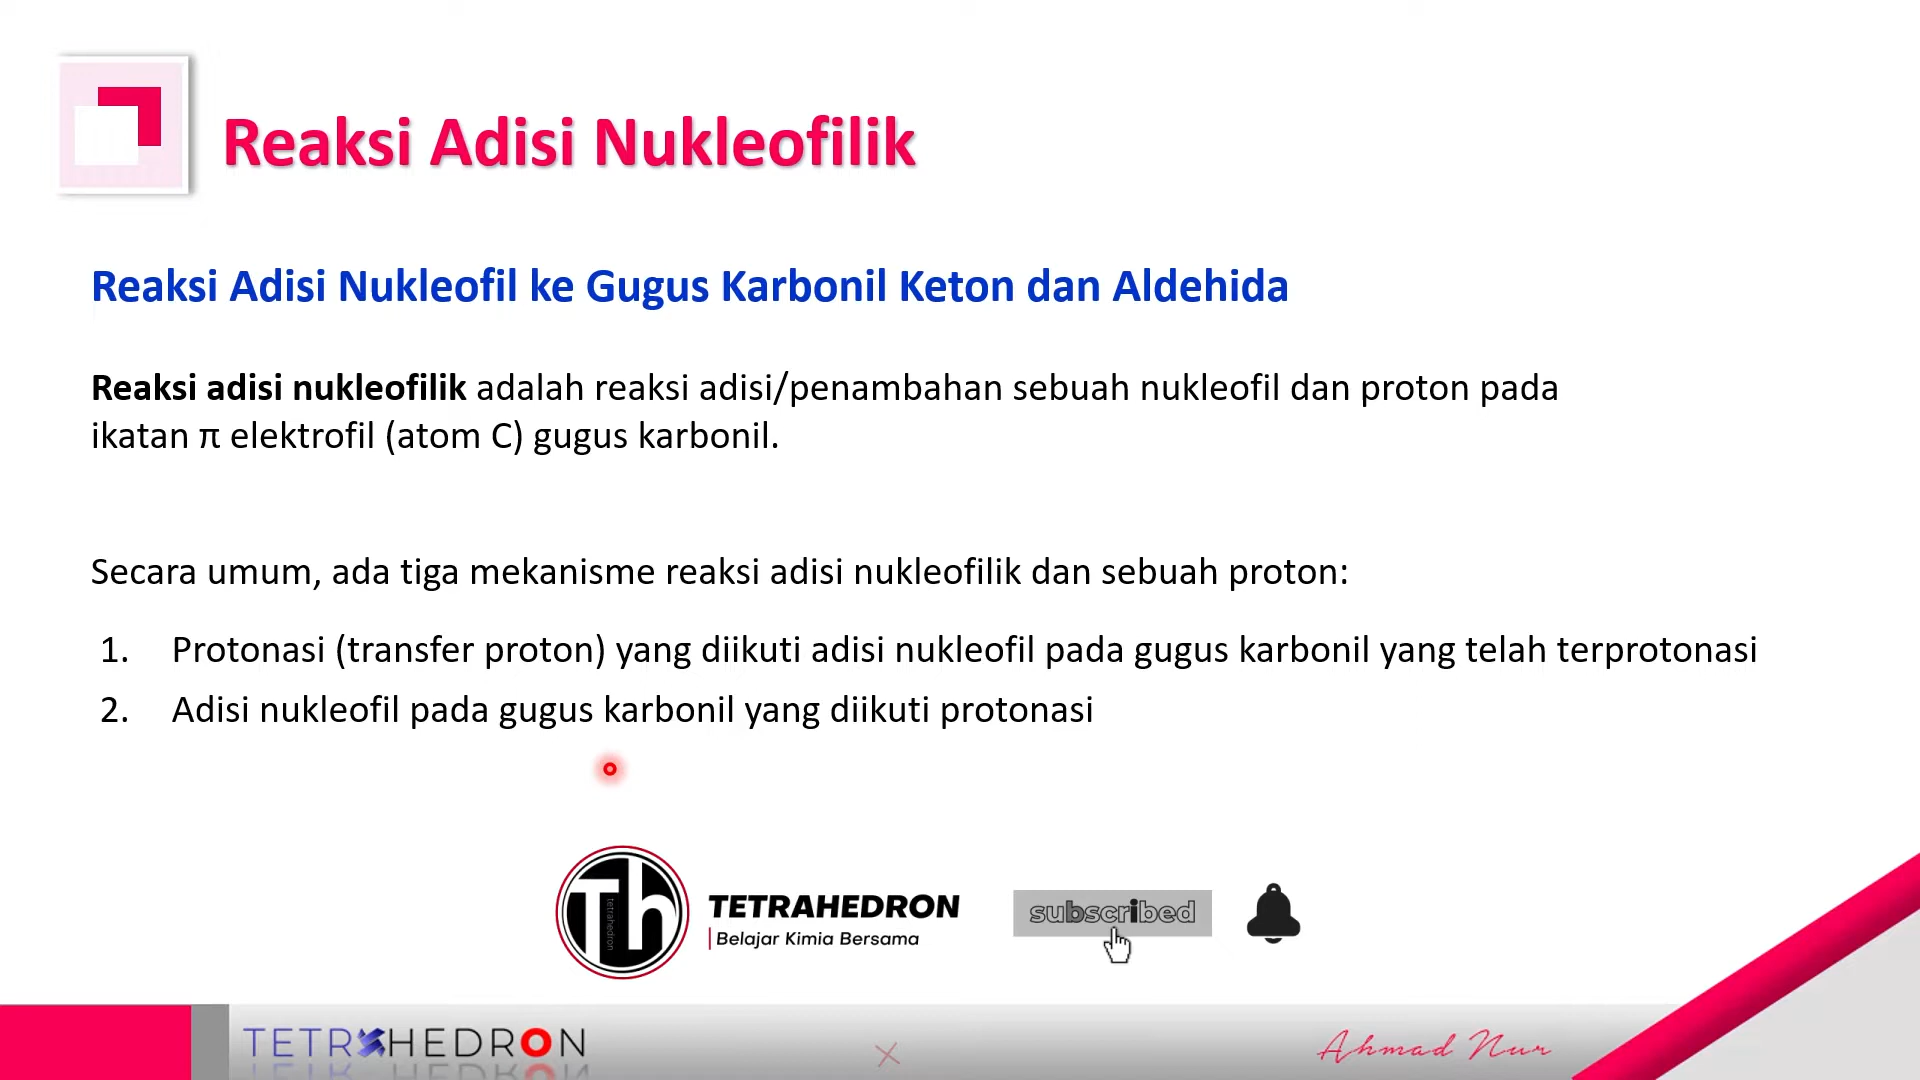 Reaksi Adisi Nukleofilik
Reaksi Adisi Nukleofil ke Gugus Karbonil Keton dan Aldehida
Reaksi adisi nukleofilik adalah reaksi adisi/penambahan sebuah nukleofil dan proton pada
ikatan π elektrofil (atom C) gugus karbonil.
Secara umum, ada tiga mekanisme reaksi adisi nukleofilik dan sebuah proton:
1. Protonasi (transfer proton) yang diikuti adisi nukleofil pada gugus karbonil yang telah terprotonasi
2. Adisi nukleofil pada gugus karbonil yang diikuti protonasi
Th
tetrahedron
TETRAHEDRON
Belajar Kimia Bersama
subscribed
TETRAHEDRON
Ahmad Nur